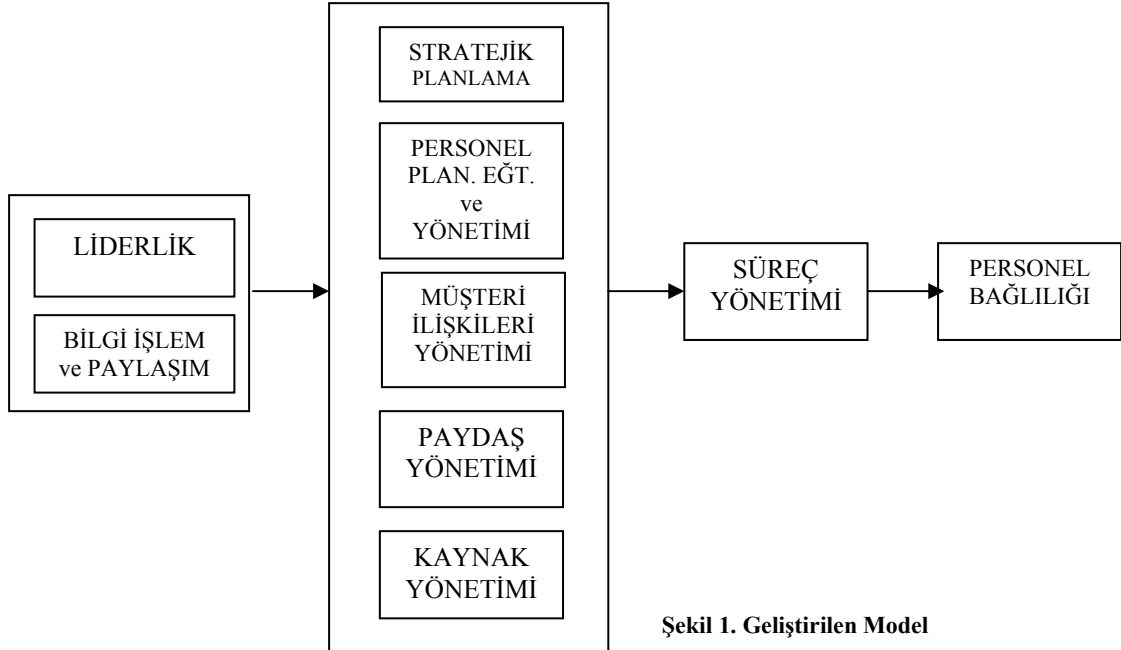 LİDERLİK
BİLGİ İŞLEM
ve PAYLAŞIM
STRATEJİK
PLANLAMA
PERSONEL
PLAN. EĞT.
ve
YÖNETİMİ
MÜŞTERİ
İLİŞKİLERİ
YÖNETİMİ
PAYDAŞ
YÖNETİMİ
KAYNAK
YÖNETİMİ
SÜREÇ
YÖNETİMİ
PERSONEL
BAĞLILIĞI
Şekil 1. Geliştirilen Model